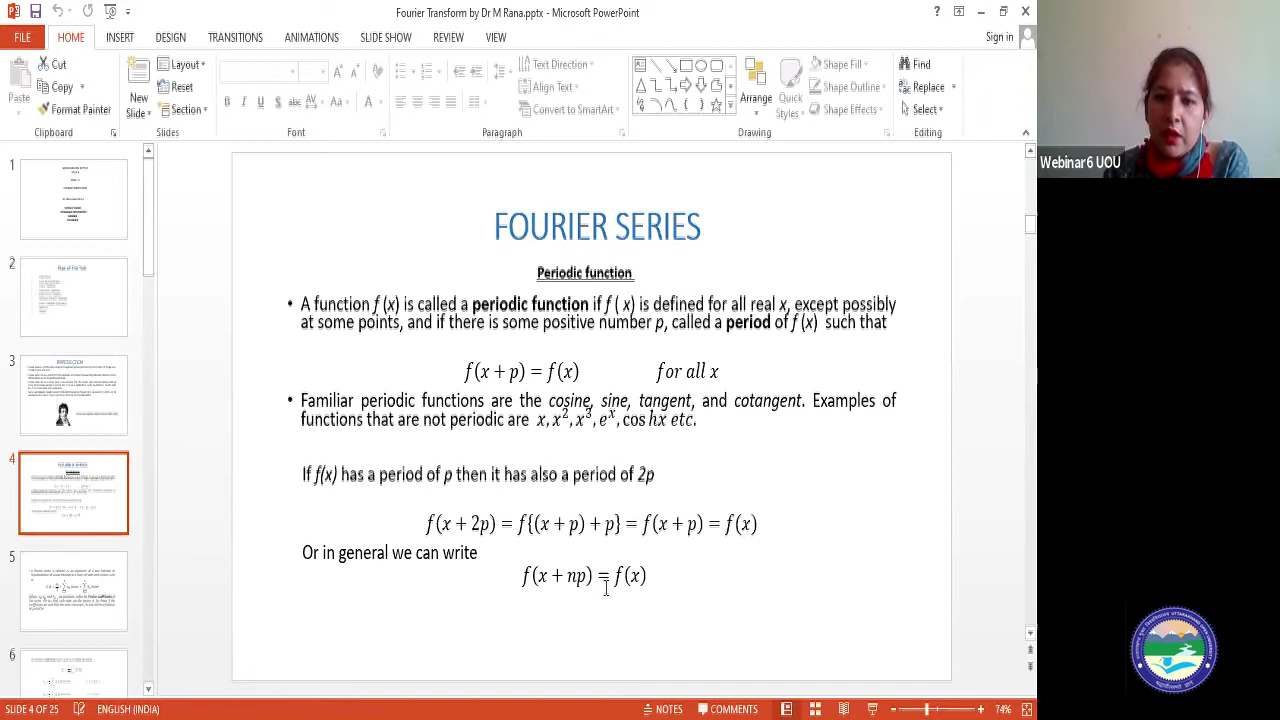 Fourier Transform by Dr M Rana.pptx - Microsoft PowerPoint
FILE HOME INSERT DESIGN TRANSITIONS ANIMATIONS SLIDE SHOW REVIEW VIEW Sign in
Paste
Cut
Copy
Format Painter
Clipboard
New Slide
Layout
Reset
Section
Slides
Font
Text Direction
Align Text
Convert to SmartArt
Paragraph
Arrange
Quick Styles
Shape Fill
Shape Outline
Shape Effects
Drawing
Find
Replace
Select
Editing
Webinar6 UOU
1
2
3
INTRODUCTION
4
5
6
FOURIER SERIES
Periodic function
• A function f (x) is called a periodic function if f ( x) is defined for all real x, except possibly
at some points, and if there is some positive number p, called a period of f (x) such that
f(x + p) = f(x) for all x
• Familiar periodic functions are the cosine, sine, tangent, and cotangent. Examples of
functions that are not periodic are x, x², x³, eˣ, cos hx etc.
If f(x) has a period of p then it has also a period of 2p
f(x + 2p) = f{(x + p) + p} = f(x + p) = f(x)
Or in general we can write
f(x + np) = f(x)
SLIDE 4 OF 25 ENGLISH (INDIA) NOTES COMMENTS 74%